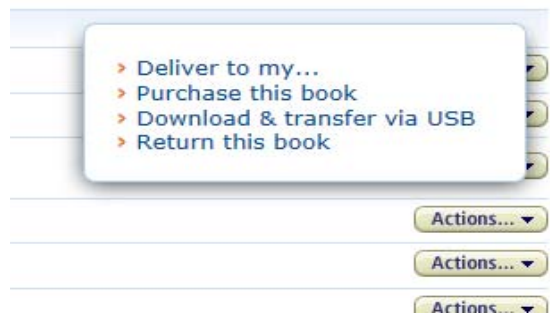 > Deliver to my...
> Purchase this book
> Download & transfer via USB
> Return this book
Actions...
Actions...
Actions...